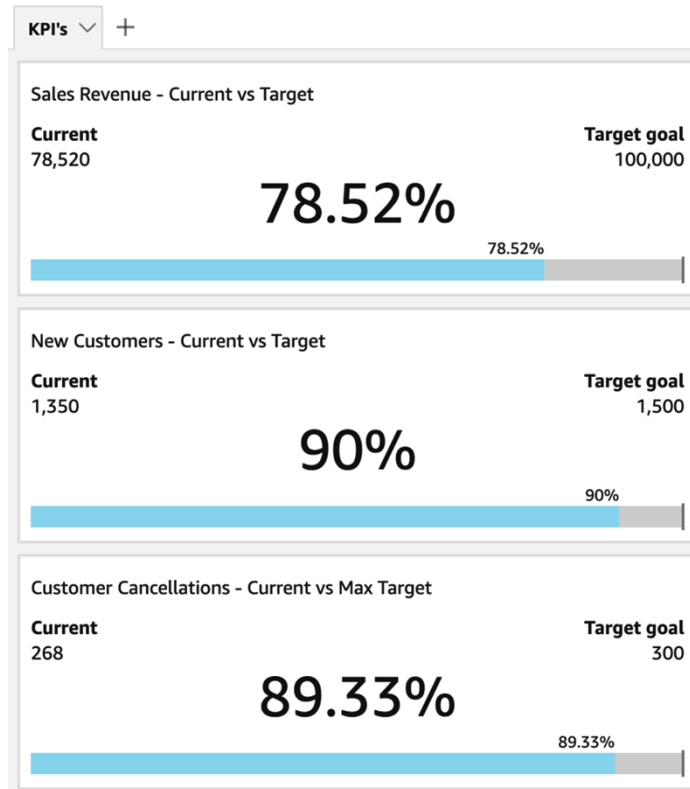 KPI's
Sales Revenue - Current vs Target
Current Target goal
78,520 100,000
78.52%
78.52%
New Customers - Current vs Target
Current Target goal
1,350 1,500
90%
90%
Customer Cancellations - Current vs Max Target
Current Target goal
268 300
89.33%
89.33%